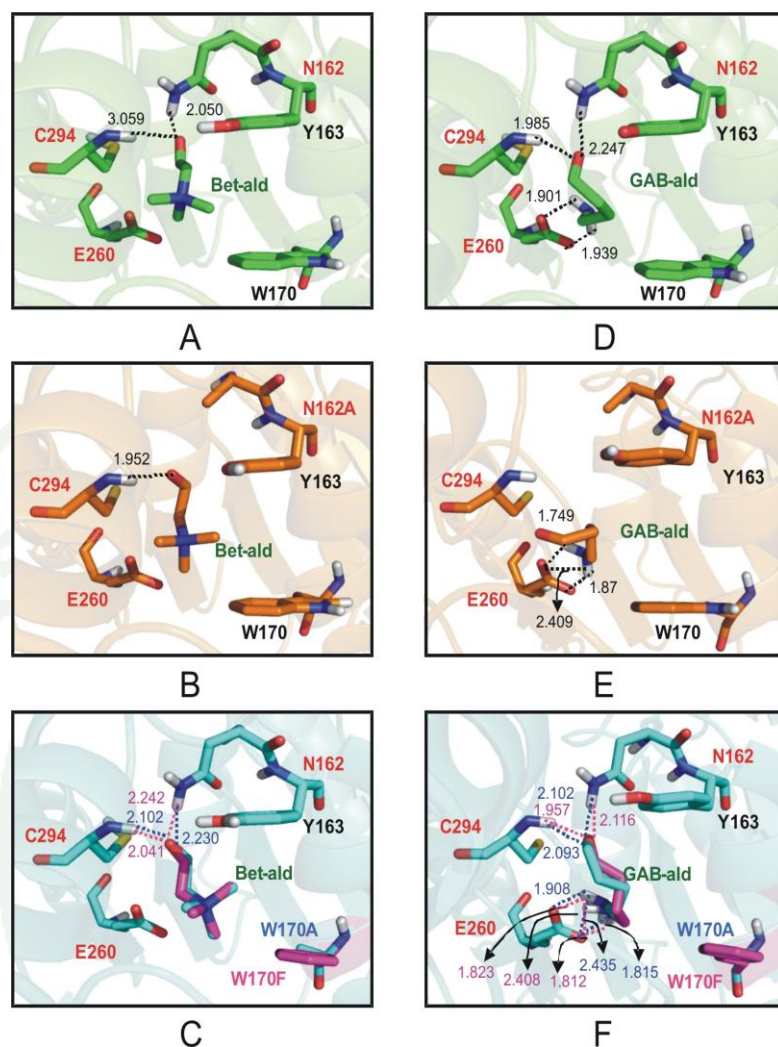 N162
3.059
2.050
C294
Y163
Bet-ald
E260
W170
A
N162
1.985
C294
Y163
2.247
GAB-ald
1.901
E260
1.939
W170
D
N162A
1.952
C294
Y163
Bet-ald
E260
W170
B
N162A
C294
Y163
1.749
GAB-ald
E260
1.87
W170
2.409
E
N162
2.242
2.102
C294
Y163
2.041
2.230
Bet-ald
E260
W170A
W170F
C
N162
2.102
1.957
2.116
C294
Y163
2.093
GAB-ald
1.908
E260
W170A
2.435
1.823
2.408
1.812
1.815
W170F
F